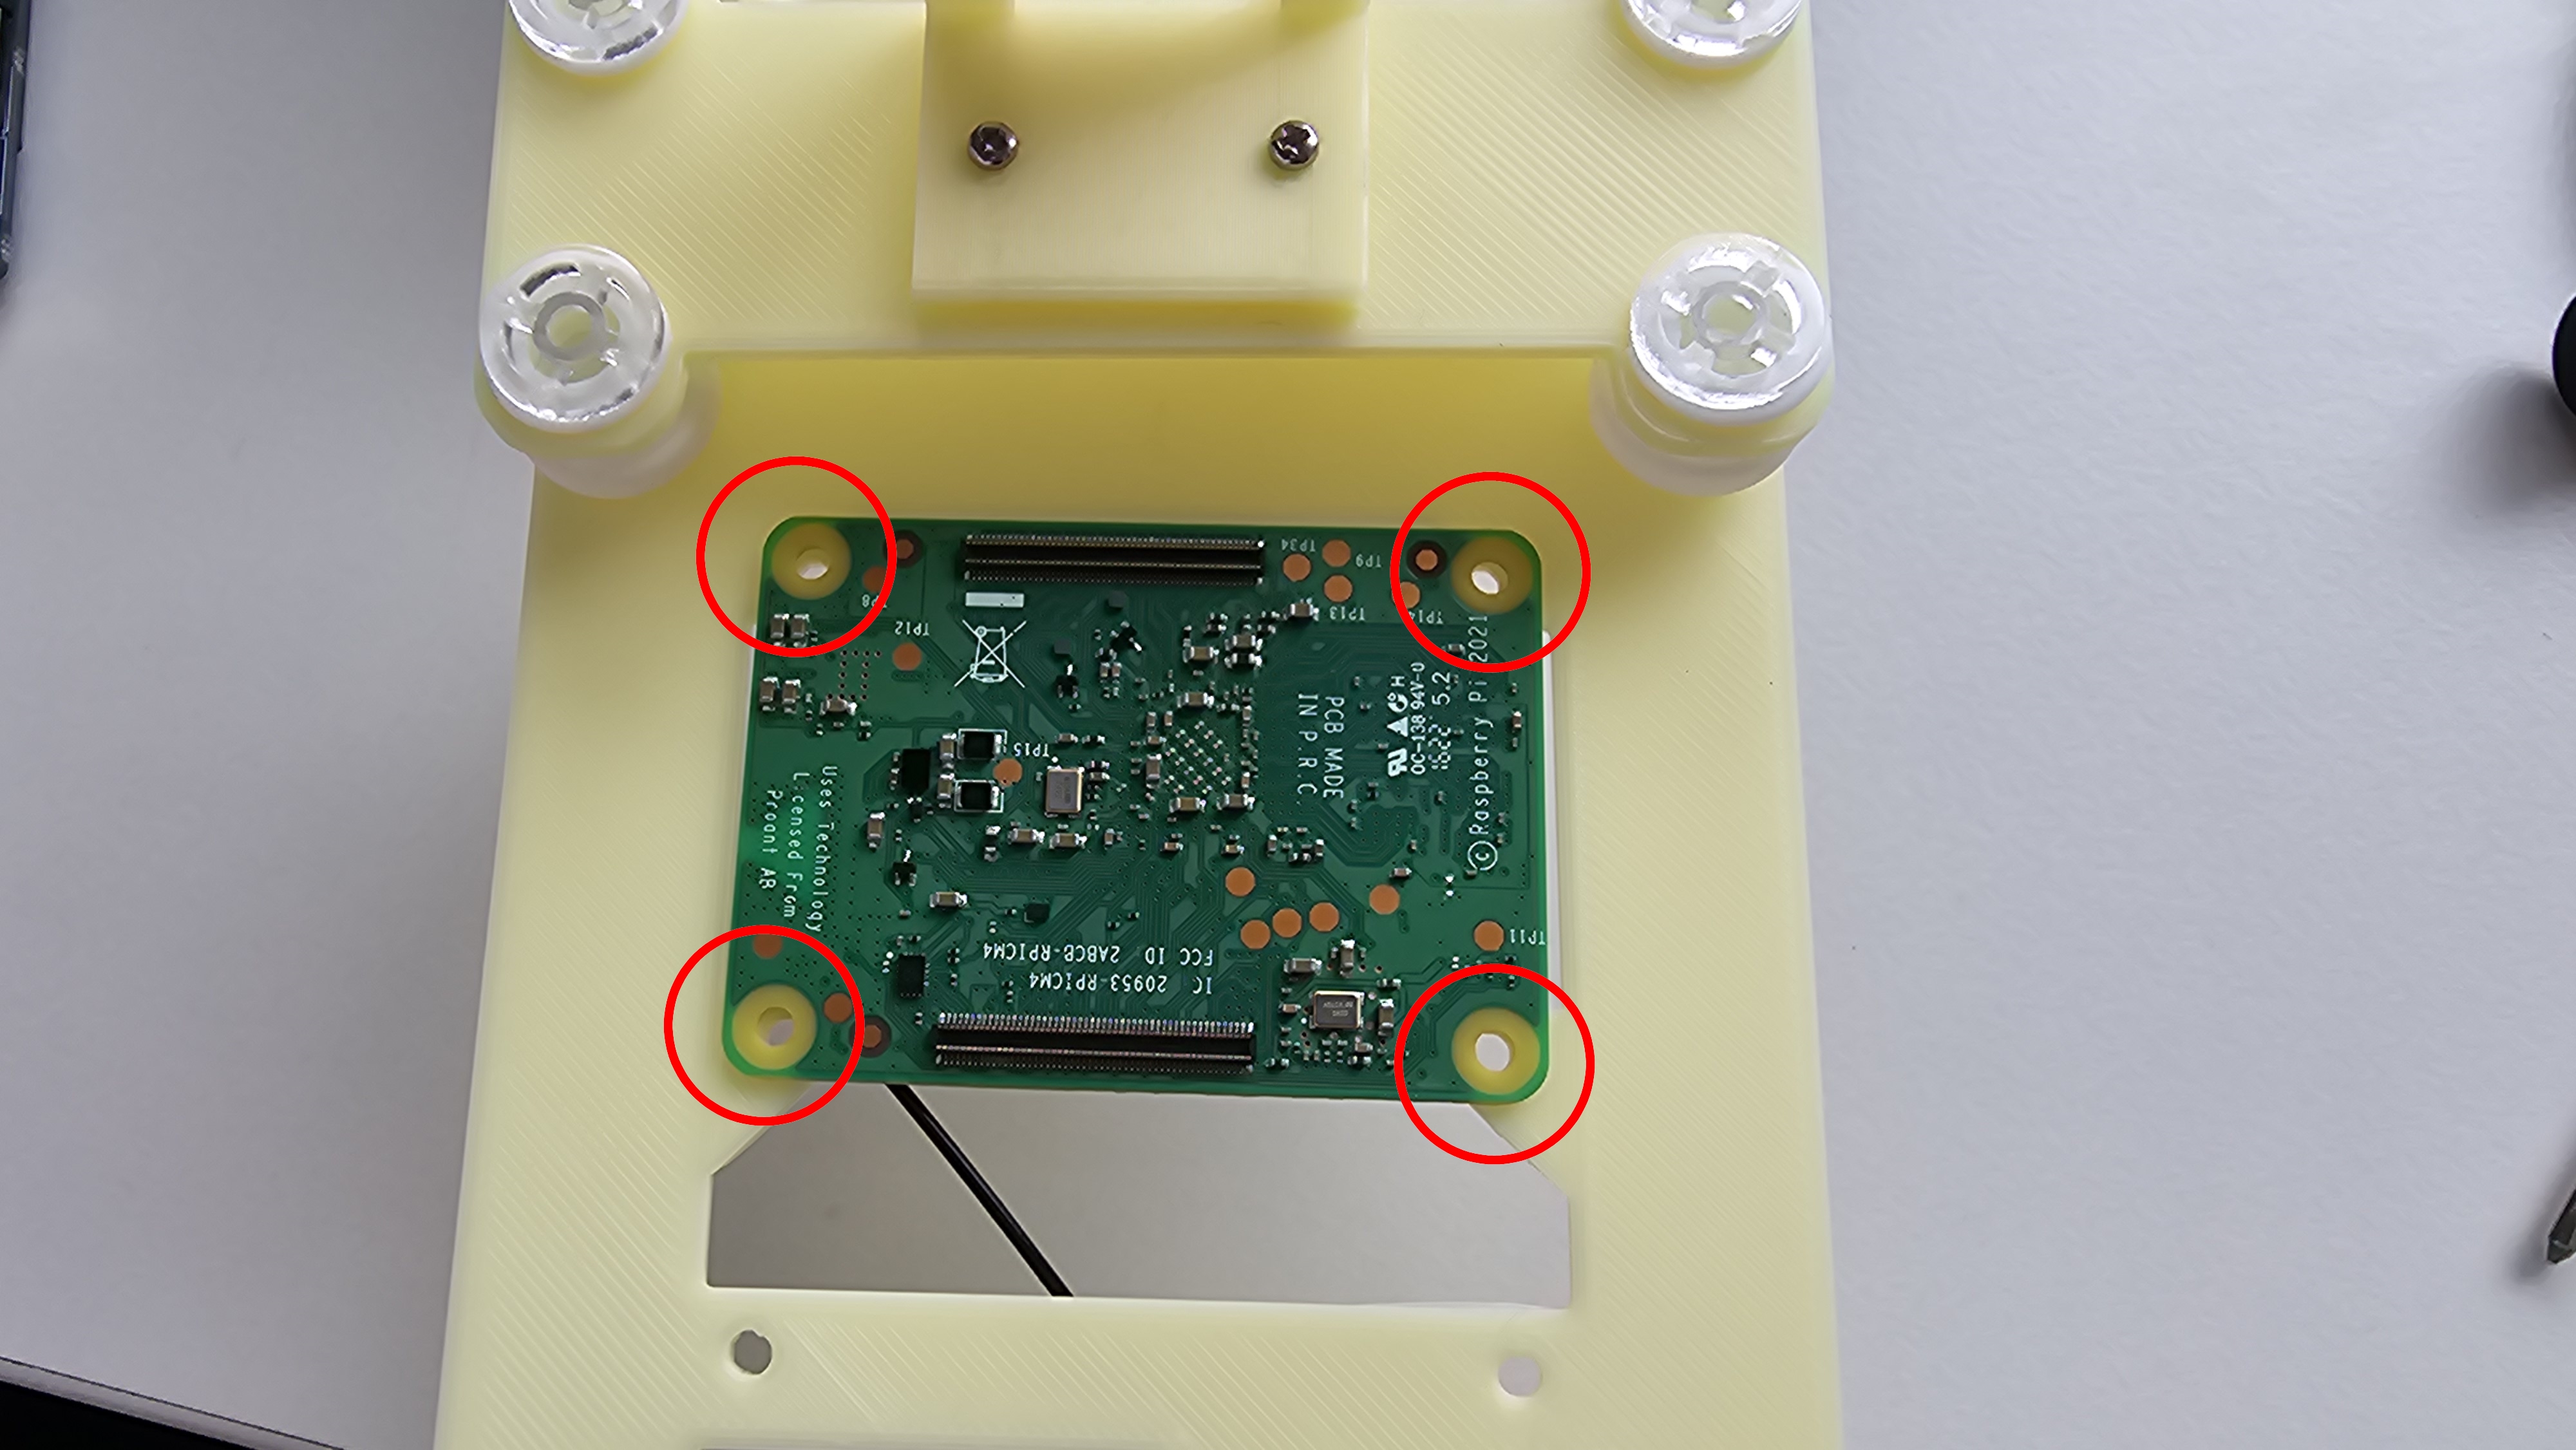 TP34
TP9
TP8
TP13
TP14
TP12
TP15
Uses Technology
Licensed From
Proant AB
PCB MADE
IN P.R.C.
OC-138 94V-0
5.2
© Raspberry Pi 2021
TP11
FCC ID 2ABCB-RPICM4
IC 20953-RPICM4